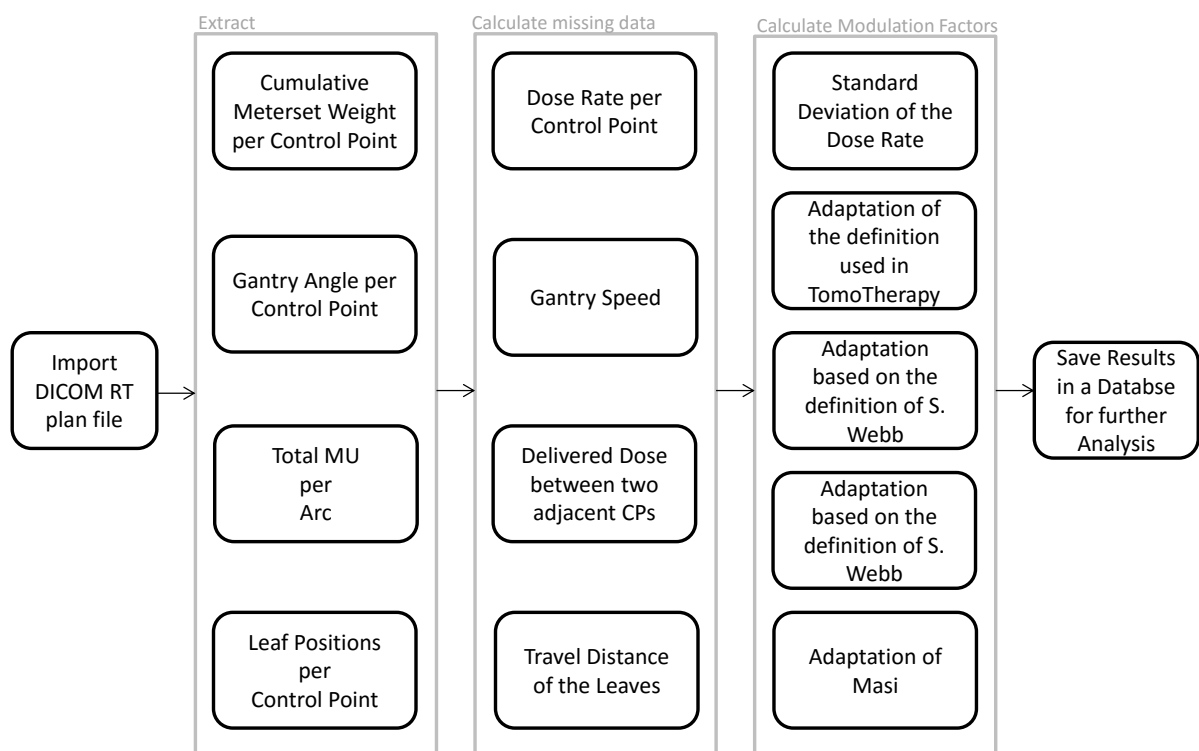 Extract
Calculate missing data
Calculate Modulation Factors
Import
DICOM RT
plan file
Cumulative
Meterset Weight
per Control Point
Gantry Angle per
Control Point
Total MU
per
Arc
Leaf Positions
per
Control Point
Dose Rate per
Control Point
Gantry Speed
Delivered Dose
between two
adjacent CPs
Travel Distance
of the Leaves
Standard
Deviation of the
Dose Rate
Adaptation of
the definition
used in
TomoTherapy
Adaptation
based on the
definition of S.
Webb
Adaptation
based on the
definition of S.
Webb
Adaptation of
Masi
Save Results
in a Databse
for further
Analysis